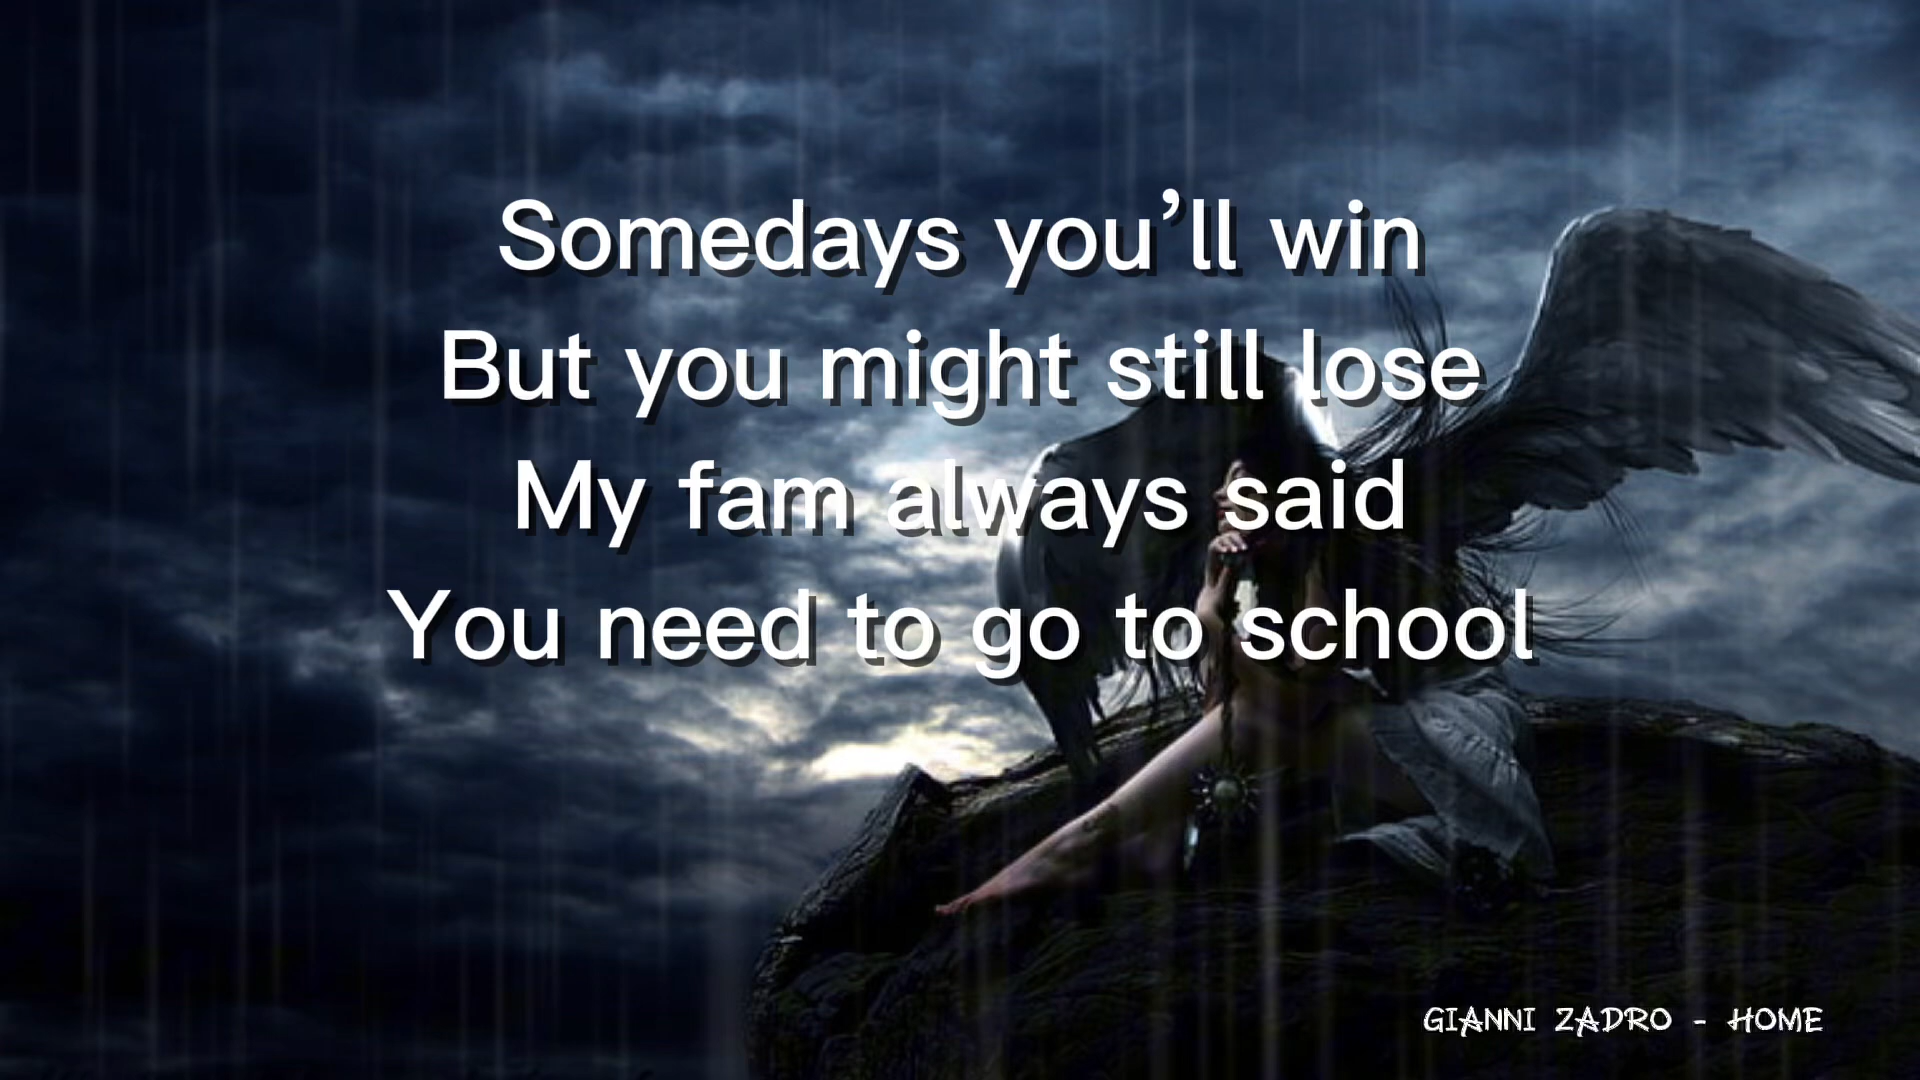 Somedays you’ll win
But you might still lose
My fam always said
You need to go to school
GIANNI ZADRO - HOME